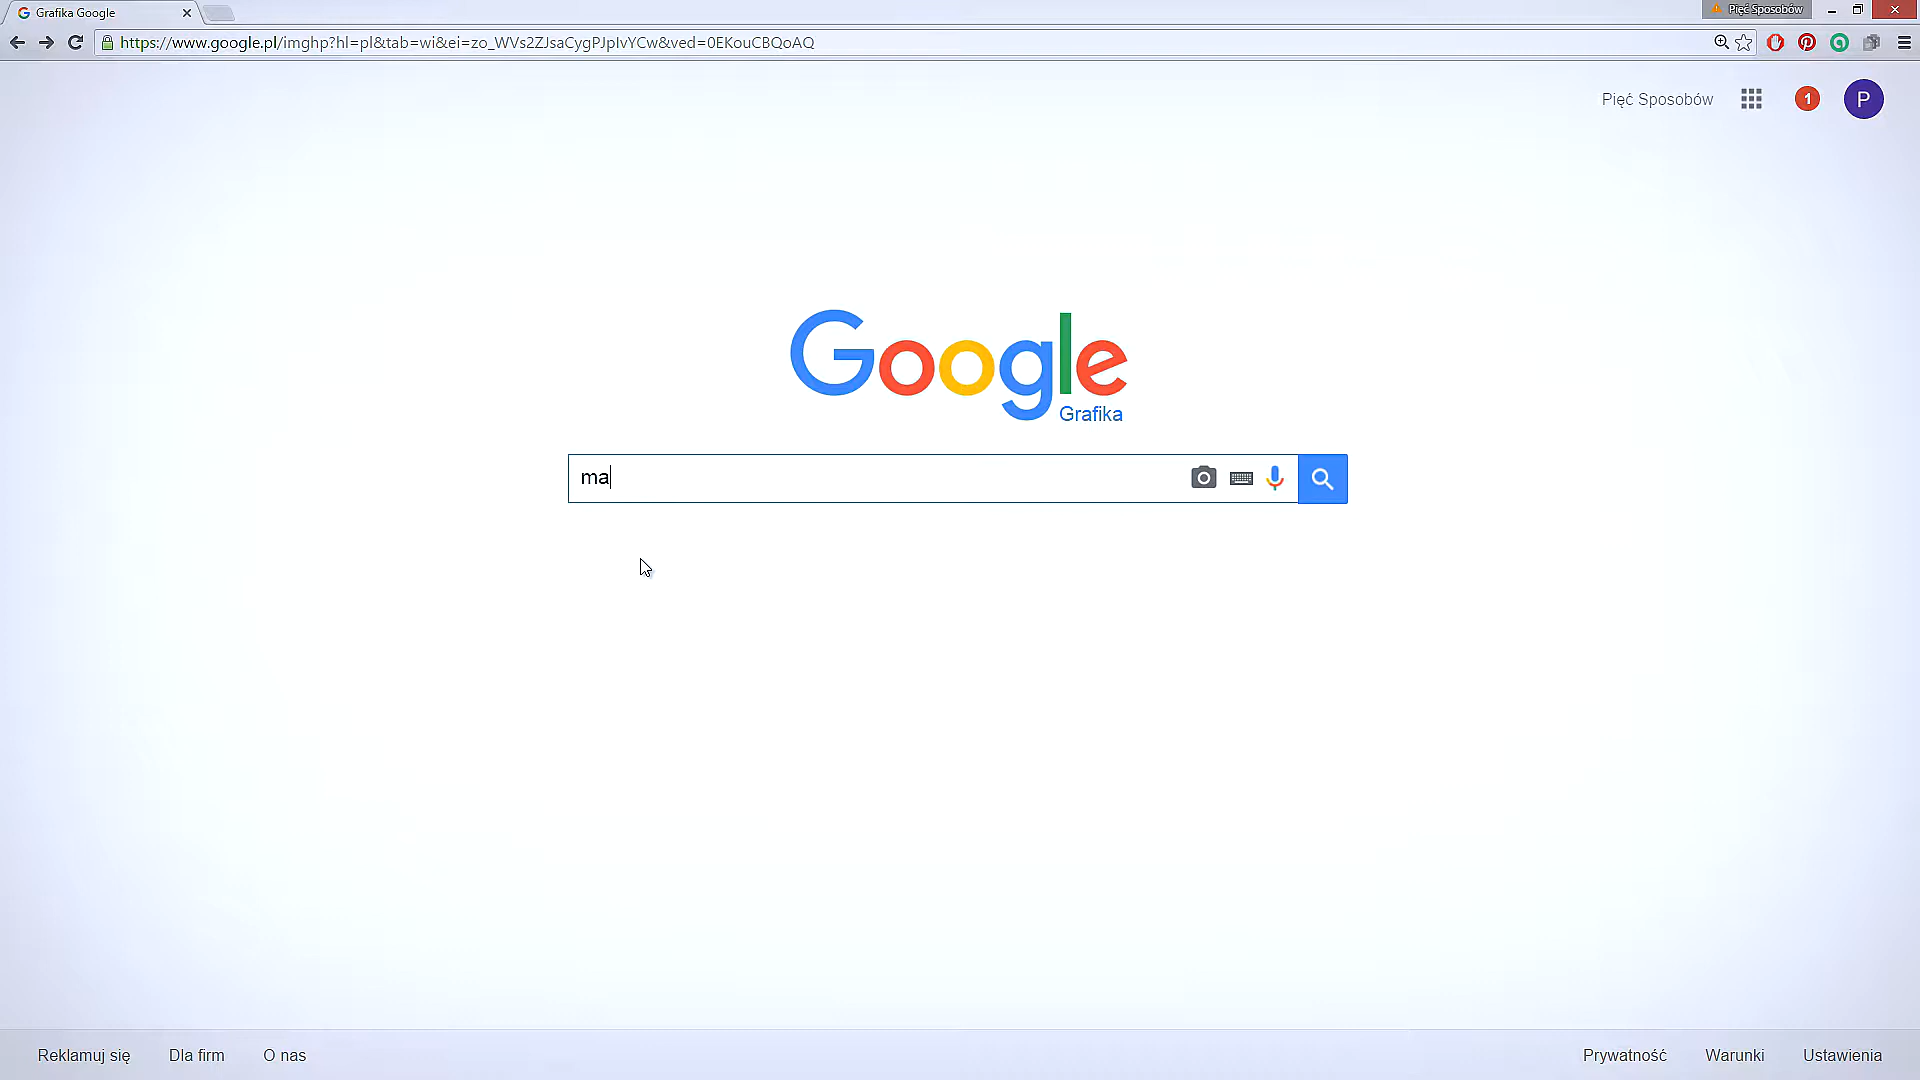 Grafika Google
Pięć Sposobów
https://www.google.pl/imghp?hl=pl&tab=wi&ei=zo_WVs2ZJsaCygPJpIvYCw&ved=0EKouCBQoAQ
Pięć Sposobów
1
P
Google
Grafika
ma
Reklamuj się
Dla firm
O nas
Prywatność
Warunki
Ustawienia